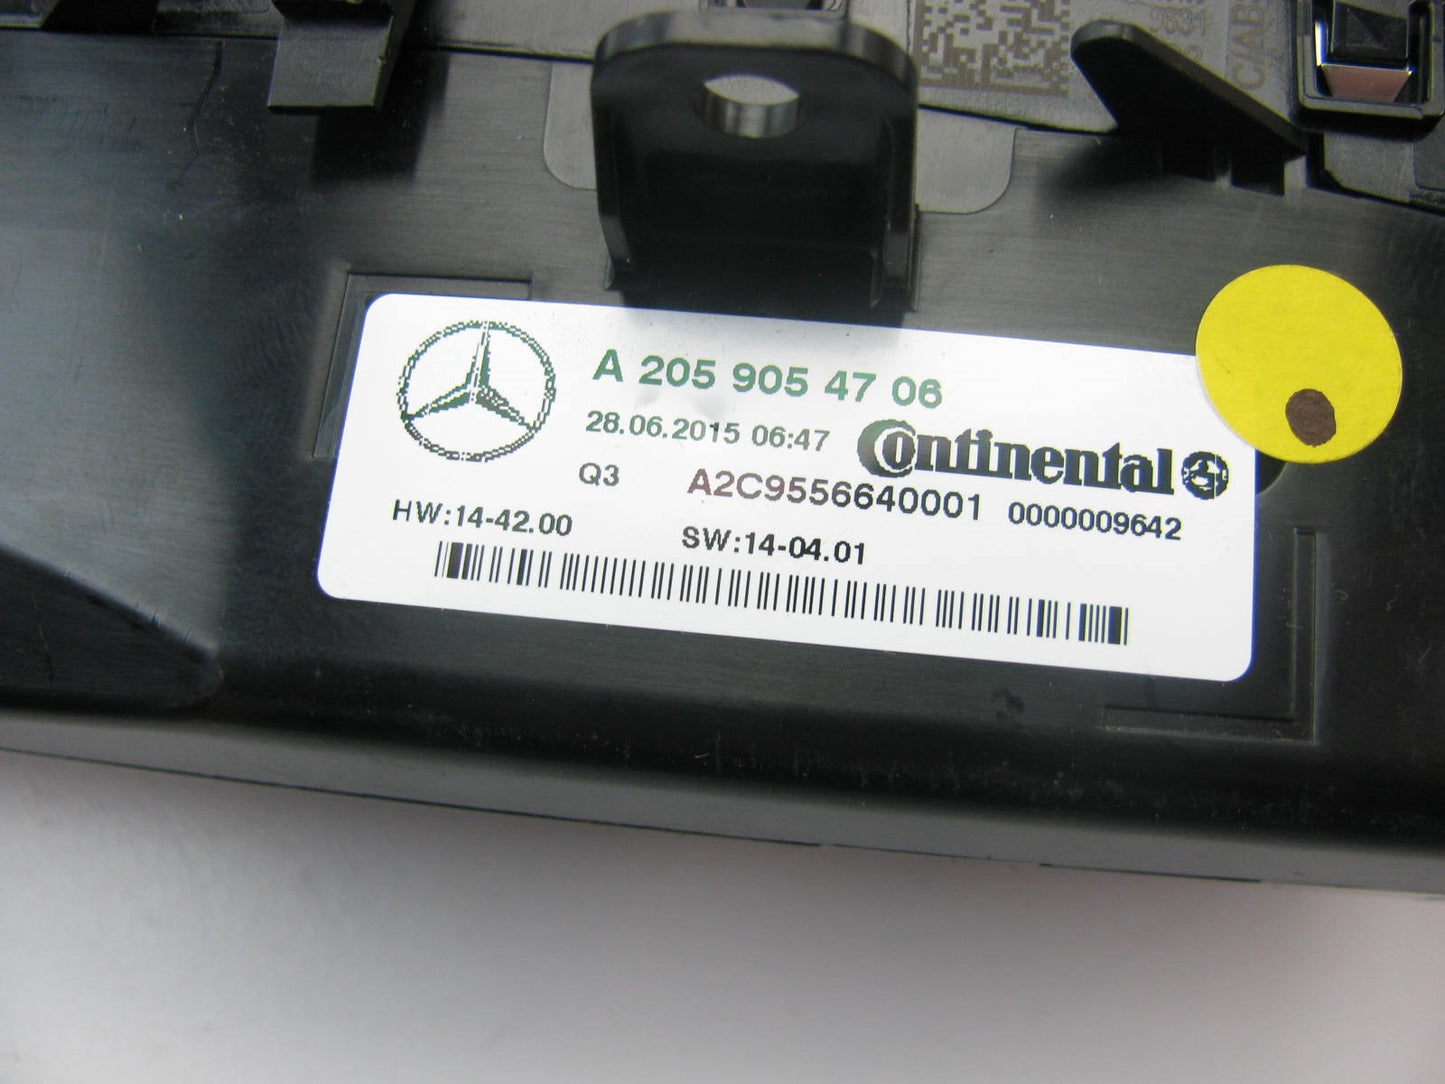 C/AB
A 205 905 47 06
28.06.2015 06:47
Continental
Q3 A2C9556640001 0000009642
HW:14-42.00 SW:14-04.01